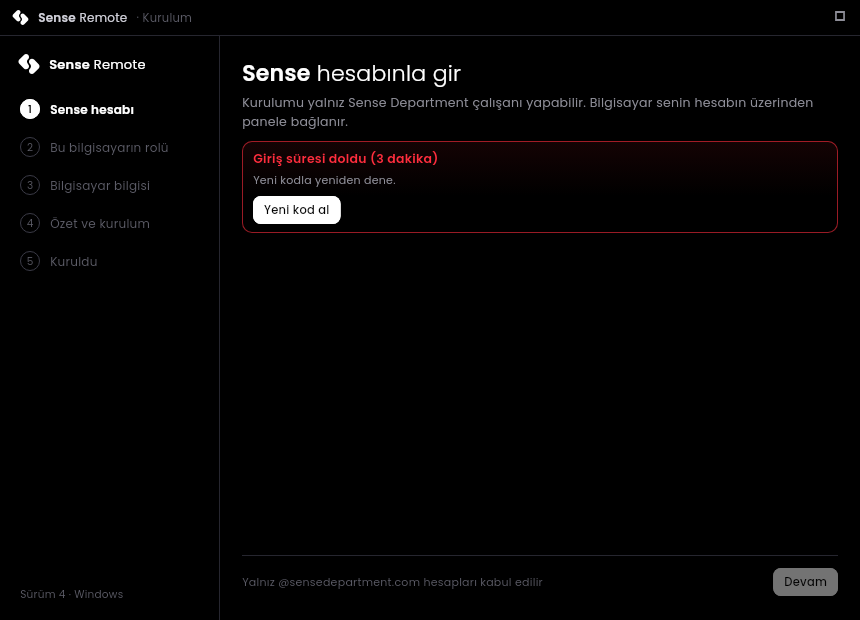 Sense Remote · Kurulum
Sense Remote
1 Sense hesabı
2 Bu bilgisayarın rolü
3 Bilgisayar bilgisi
4 Özet ve kurulum
5 Kuruldu
Sürüm 4 · Windows
Sense hesabınla gir
Kurulumu yalnız Sense Department çalışanı yapabilir. Bilgisayar senin hesabın üzerinden
panele bağlanır.
Giriş süresi doldu (3 dakika)
Yeni kodla yeniden dene.
Yeni kod al
Yalnız @sensedepartment.com hesapları kabul edilir
Devam